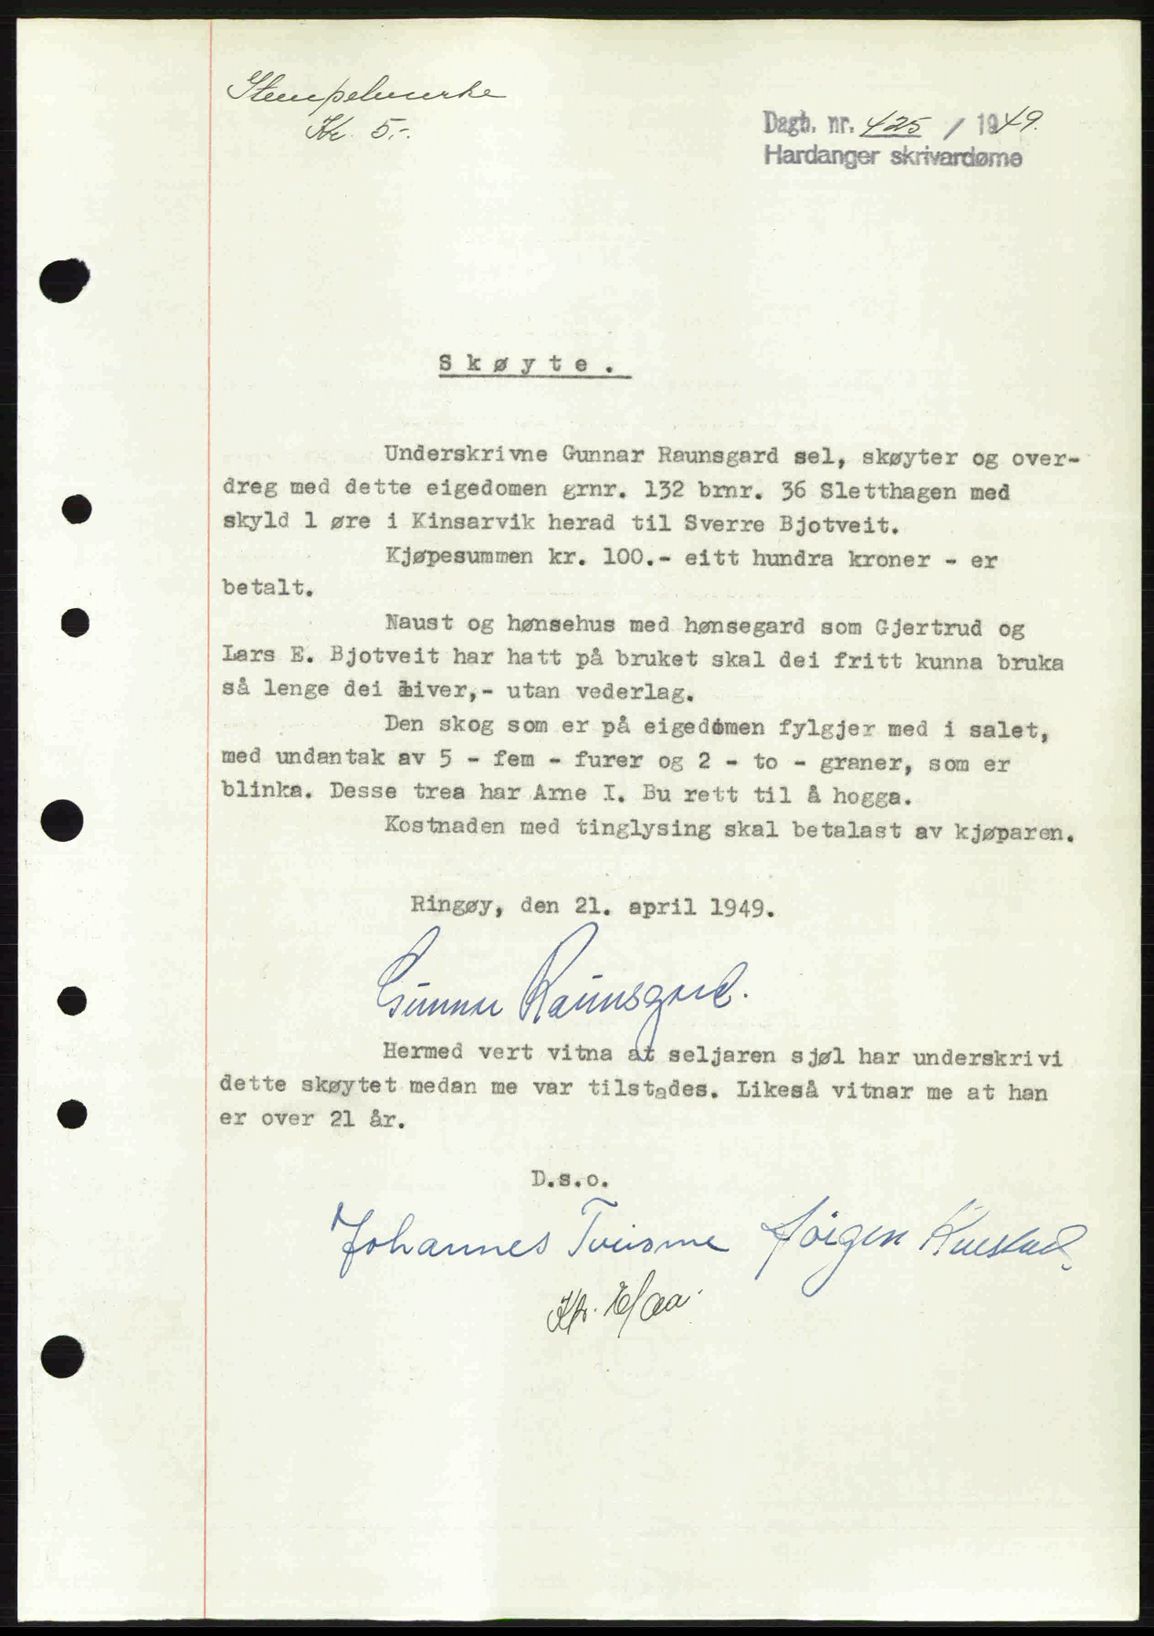 Stempelmerke
Kr. 5.-.
Dagb. nr. 425 / 1949.
Hardanger skrivardøme
Skøyte.
Underskrivne Gunnar Raunsgard sel, skøyter og over-
dreg med dette eigedomen grnr. 132 brnr. 36 Sletthagen med
skyld 1 øre i Kinsarvik herad til Sverre Bjotveit.
Kjøpesummen kr. 100.- eitt hundra kroner - er
betalt.
Naust og hønsehus med hønsegard som Gjertrud og
Lars E. Bjotveit har hatt på bruket skal dei fritt kunna bruka
så lenge dei liver,- utan vederlag.
Den skog som er på eigedomen fylgjer med i salet,
med undantak av 5 - fem - furer og 2 - to - graner, som er
blinka. Desse trea har Arne I. Bu rett til å hogga.
Kostnaden med tinglysing skal betalast av kjøparen.
Ringøy, den 21. april 1949.
Gunnar Raunsgard.
Hermed vert vitna at seljaren sjøl har underskrivi
dette skøytet medan me var tilstades. Likeså vitnar me at han
er over 21 år.
D.s.o.
Johannes Tveisme Jørgen